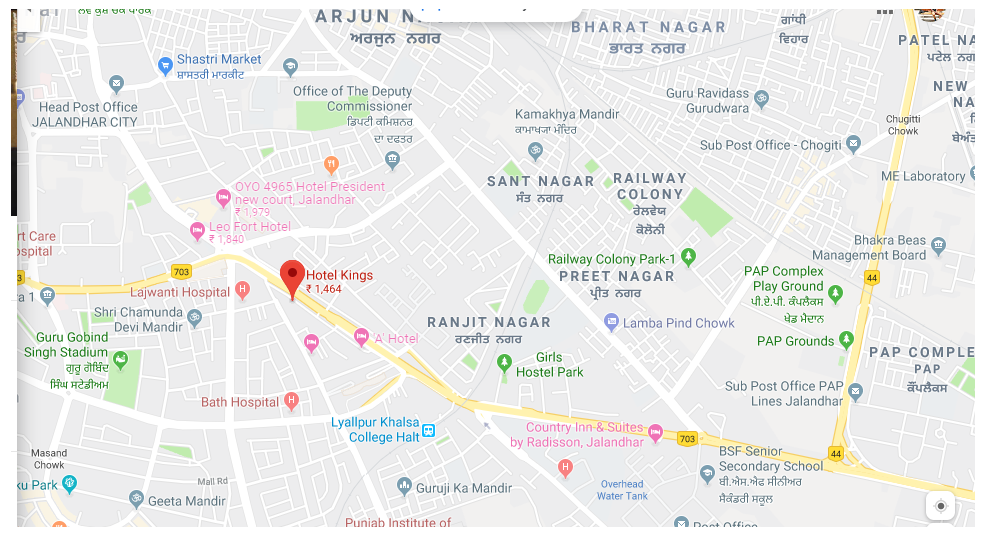 ਲਵ ਕੁਸ਼ ਚੌਕ ਪਾਰਕ
ARJUN
ਅਰਜੁਨ ਨਗਰ
BHARAT NAGAR
ਭਾਰਤ ਨਗਰ
ਗਾਂਧੀ
ਵਿਹਾਰ
PATEL NA
ਪਟੇਲ ਨਗ
Shastri Market
ਸ਼ਾਸਤਰੀ ਮਾਰਕੀਟ
Head Post Office
JALANDHAR CITY
Office of The Deputy
Commissioner
ਡਿਪਟੀ ਕਮਿਸ਼ਨਰ
ਦਾ ਦਫਤਰ
Kamakhya Mandir
ਕਾਮਾਖਯਾ ਮੰਦਿਰ
Guru Ravidass
Gurudwara
NEW
NA
Chugitti
Chowk
ਬੇਅੰਤ
Sub Post Office - Chogiti
ME Laboratory
SANT NAGAR
ਸੰਤ ਨਗਰ
RAILWAY
COLONY
ਰੇਲਵੇਯ
ਕੋਲੋਨੀ
OYO 4965 Hotel President
new court, Jalandhar
₹ 1,979
Leo Fort Hotel
₹ 1,840
rt Care
ospital
703
Hotel Kings
₹ 1,464
Lajwanti Hospital
ra 1
Shri Chamunda
Devi Mandir
Railway Colony Park-1
PREET NAGAR
ਪ੍ਰੀਤ ਨਗਰ
Bhakra Beas
Management Board
PAP Complex
Play Ground
ਪੀ.ਏ.ਪੀ. ਕੰਪਲੈਕਸ
ਖੇਡ ਮੈਦਾਨ
44
Guru Gobind
Singh Stadium
ਗੁਰੂ ਗੋਬਿੰਦ
ਸਿੰਘ ਸਟੇਡੀਅਮ
'A' Hotel
RANJIT NAGAR
ਰਣਜੀਤ ਨਗਰ
Lamba Pind Chowk
PAP Grounds
PAP COMPLE
PAP
ਕੌਂਪਲੈਕਸ
Girls
Hostel Park
Bath Hospital
Sub Post Office PAP
Lines Jalandhar
Lyallpur Khalsa
College Halt
Country Inn & Suites
by Radisson, Jalandhar
703
44
BSF Senior
Secondary School
ਬੀ.ਐਸ.ਐਫ ਸੀਨੀਅਰ
ਸੈਕੰਡਰੀ ਸਕੂਲ
Masand
Chowk
ku Park
Mall Rd
Geeta Mandir
Guruji Ka Mandir
Overhead
Water Tank
Punjab Institute of
Post Office